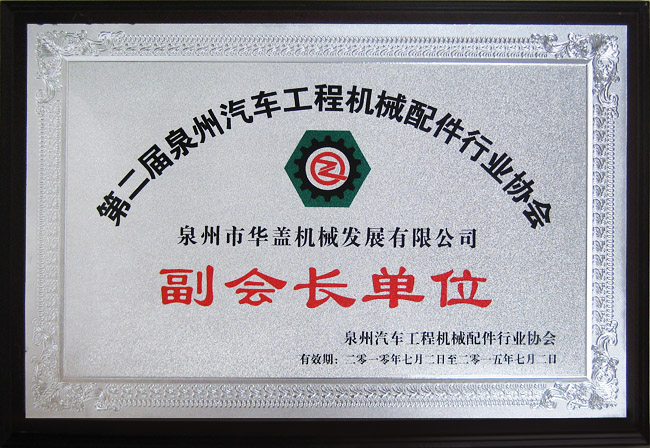 第二届泉州汽车工程机械配件行业协会
泉州市华盖机械发展有限公司
副会长单位
泉州汽车工程机械配件行业协会
有效期：二零一零年七月二日至二零一五年七月二日